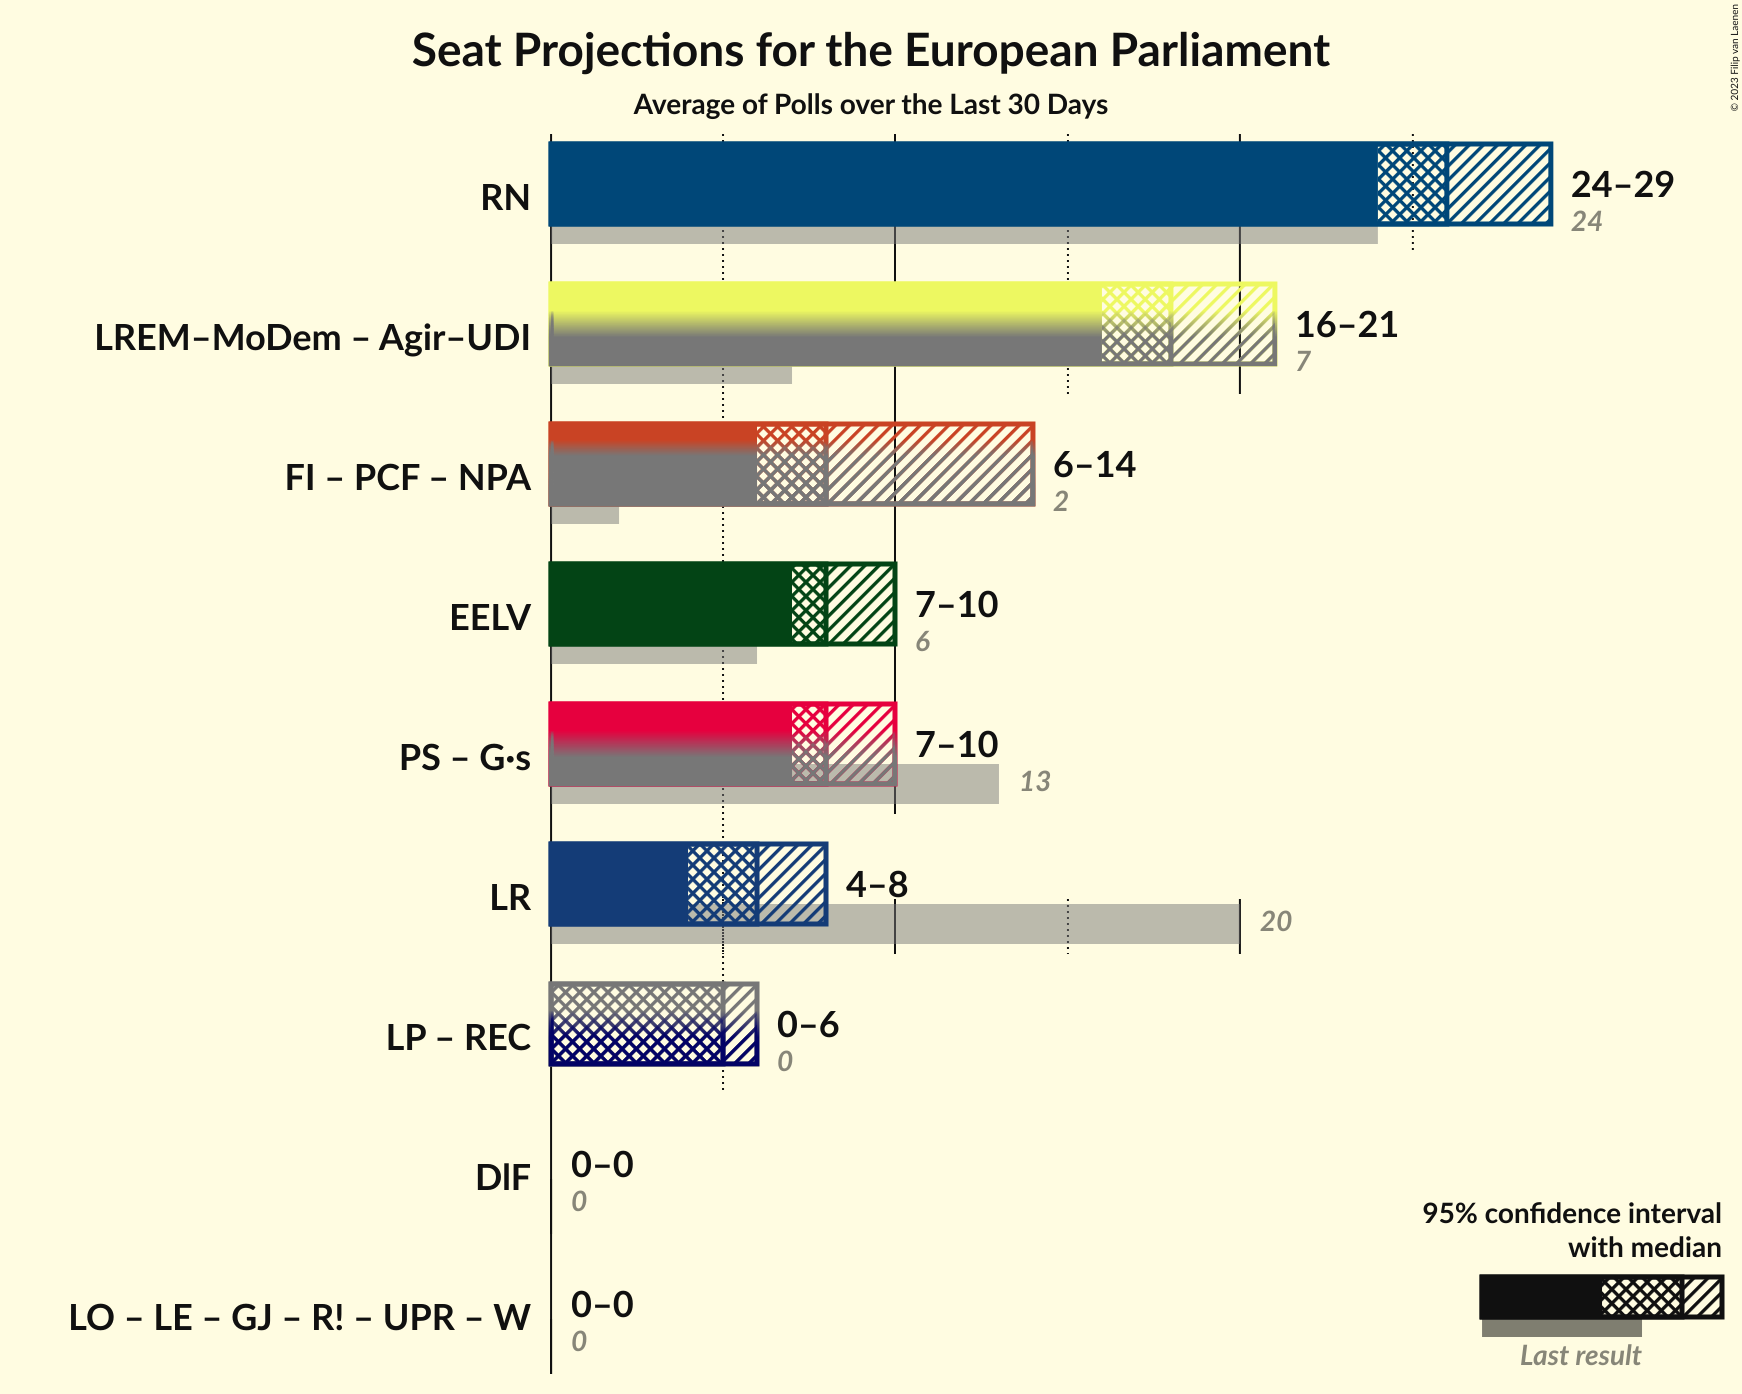 Seat Projections for the European Parliament
Average of Polls over the Last 30 Days
© 2023 Filip van Laenen
RN
24–29
24
LREM–MoDem – Agir–UDI
16–21
7
FI – PCF – NPA
6–14
2
EELV
7–10
6
PS – G·s
7–10
13
LR
4–8
20
LP – REC
0–6
0
DlF
0–0
0
LO – LE – GJ – R! – UPR – W
0–0
0
95% confidence interval
with median
Last result